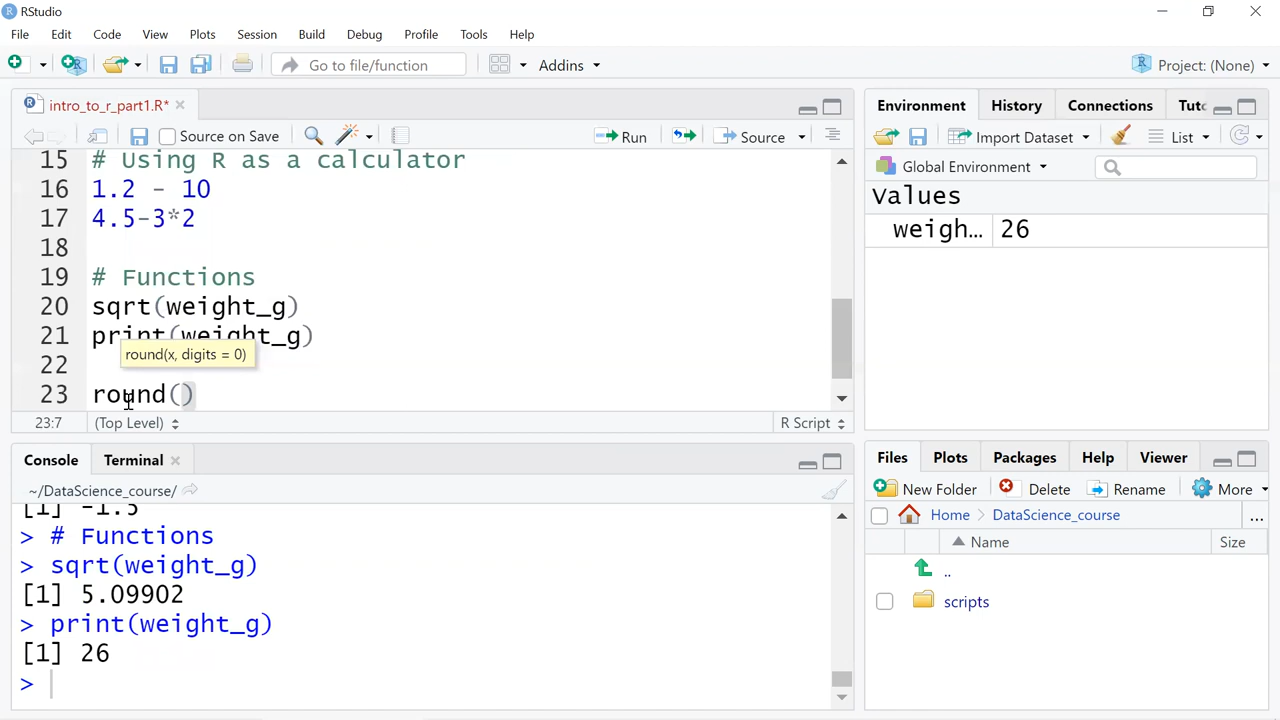 RStudio
File Edit Code View Plots Session Build Debug Profile Tools Help
Go to file/function Addins Project: (None)
intro_to_r_part1.R*
Source on Save Run Source
15 # Using R as a calculator
16 1.2 - 10
17 4.5-3*2
18
19 # Functions
20 sqrt(weight_g)
21 print(weight_g)
round(x, digits = 0)
22
23 round()
23:7 (Top Level) R Script
Console Terminal
~/DataScience_course/
[1] -1.5
> # Functions
> sqrt(weight_g)
[1] 5.09902
> print(weight_g)
[1] 26
>
Environment History Connections Tuto
Import Dataset List
Global Environment
Values
weigh… 26
Files Plots Packages Help Viewer
New Folder Delete Rename More
Home DataScience_course ...
Name Size
..
scripts